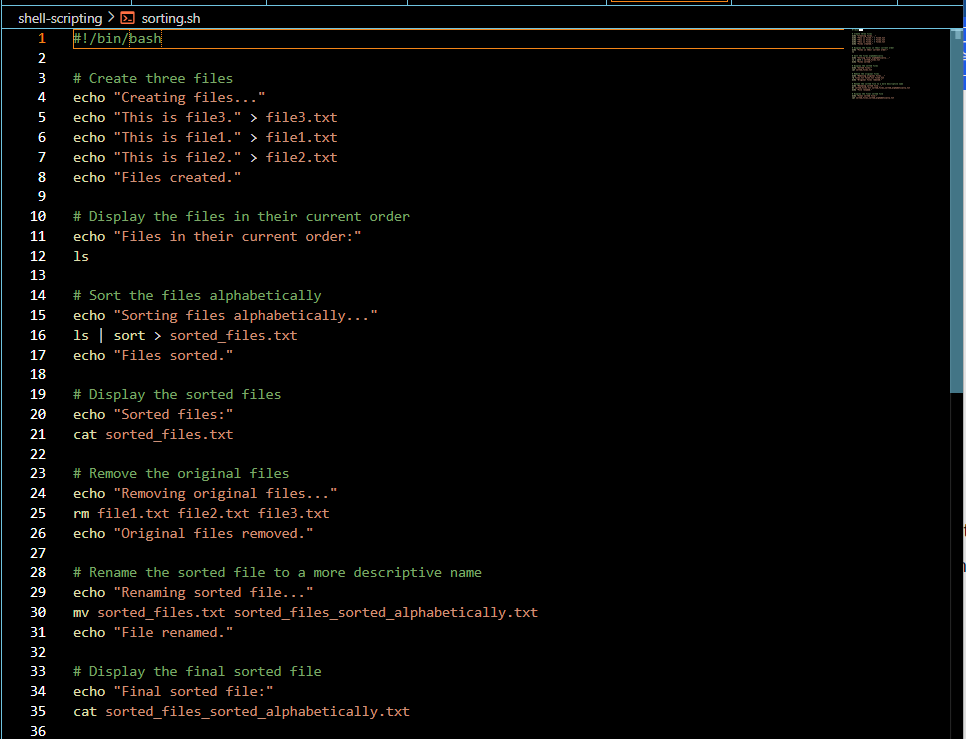 shell-scripting > sorting.sh
1 #!/bin/bash
2
3 # Create three files
4 echo "Creating files..."
5 echo "This is file3." > file3.txt
6 echo "This is file1." > file1.txt
7 echo "This is file2." > file2.txt
8 echo "Files created."
9
10 # Display the files in their current order
11 echo "Files in their current order:"
12 ls
13
14 # Sort the files alphabetically
15 echo "Sorting files alphabetically..."
16 ls | sort > sorted_files.txt
17 echo "Files sorted."
18
19 # Display the sorted files
20 echo "Sorted files:"
21 cat sorted_files.txt
22
23 # Remove the original files
24 echo "Removing original files..."
25 rm file1.txt file2.txt file3.txt
26 echo "Original files removed."
27
28 # Rename the sorted file to a more descriptive name
29 echo "Renaming sorted file..."
30 mv sorted_files.txt sorted_files_sorted_alphabetically.txt
31 echo "File renamed."
32
33 # Display the final sorted file
34 echo "Final sorted file:"
35 cat sorted_files_sorted_alphabetically.txt
36